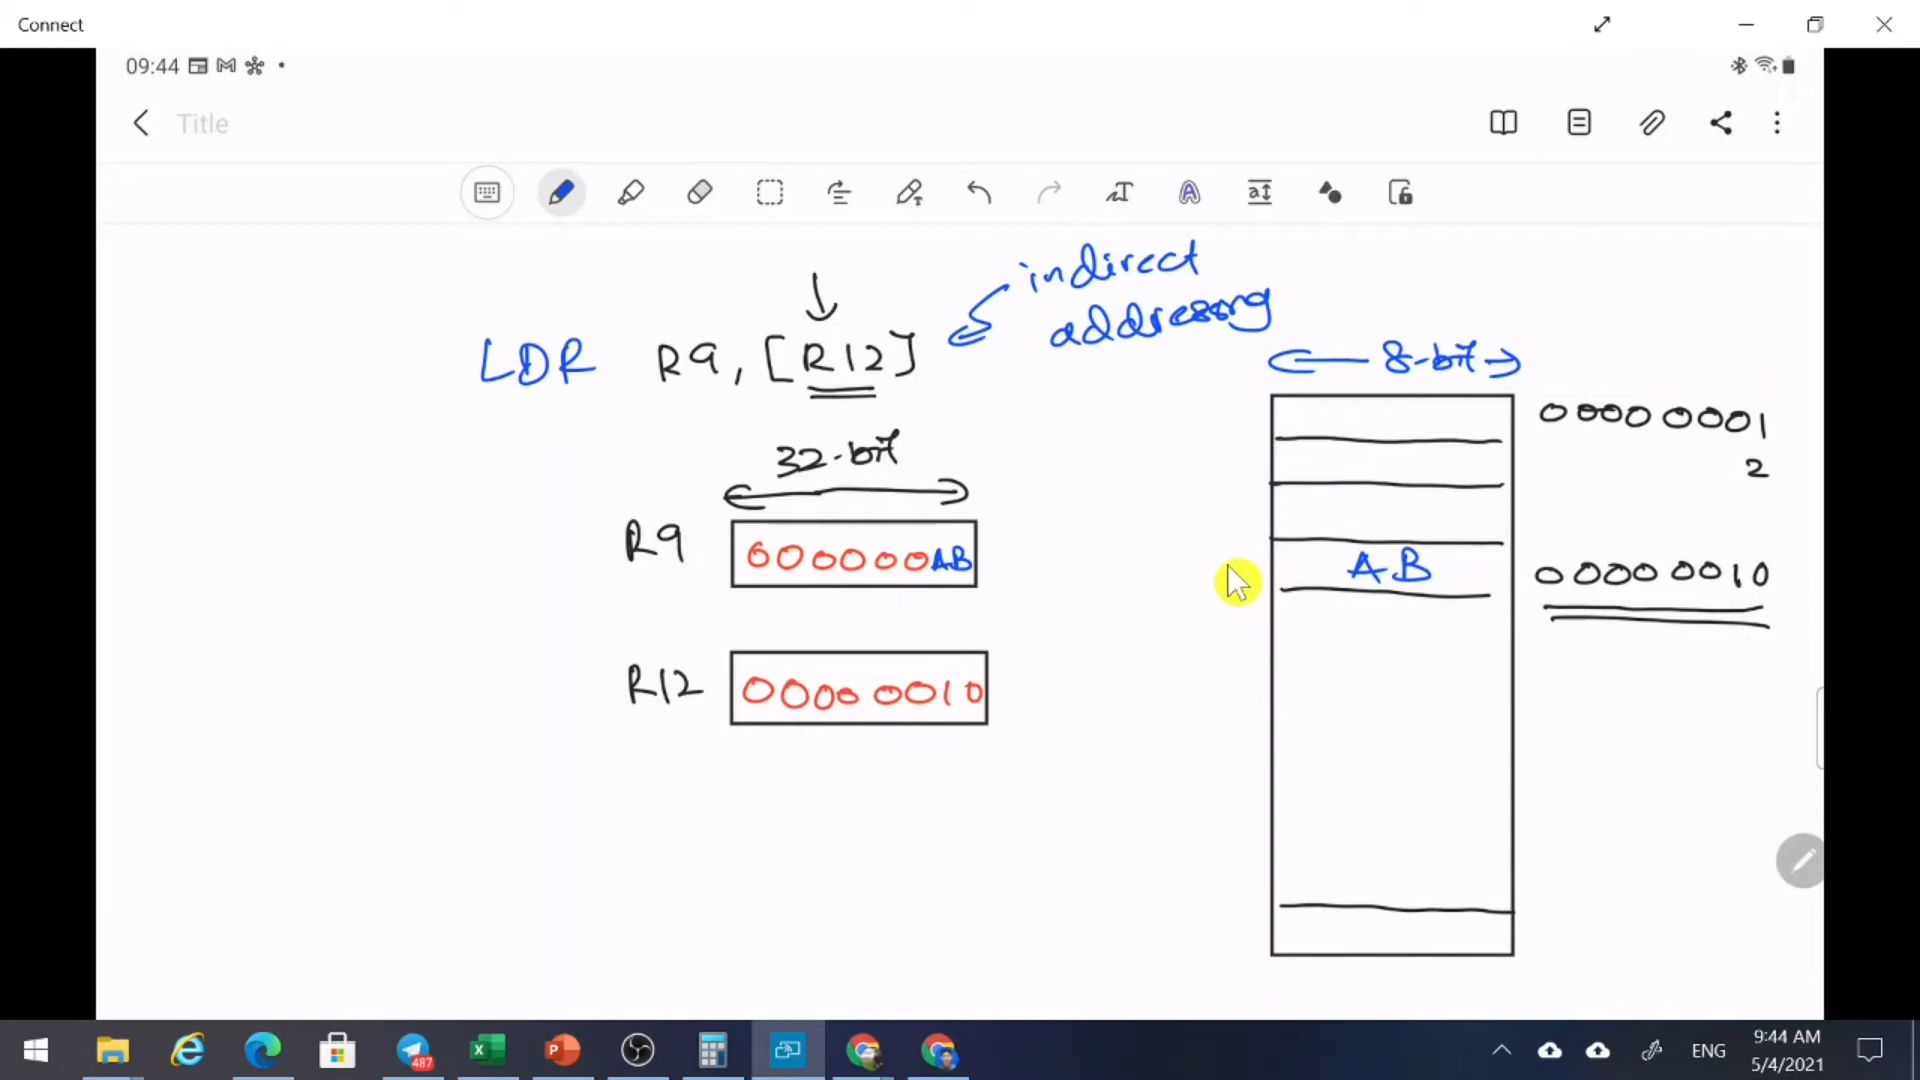 Connect
09:44
Title
indirect
addressing
LDR R9, [R12]
8-bit
32-bit
00000001
2
R9 000000AB
AB 00000010
R12 00000010
487
ENG
9:44 AM
5/4/2021